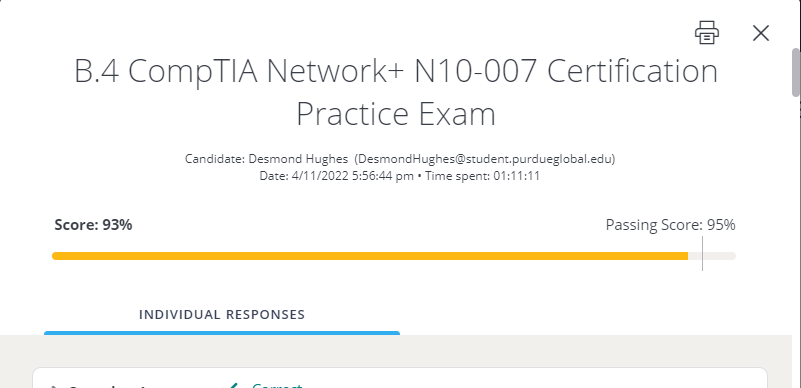 B.4 CompTIA Network+ N10-007 Certification
Practice Exam
Candidate: Desmond Hughes (DesmondHughes@student.purdueglobal.edu)
Date: 4/11/2022 5:56:44 pm • Time spent: 01:11:11
Score: 93%
Passing Score: 95%
INDIVIDUAL RESPONSES
Correct